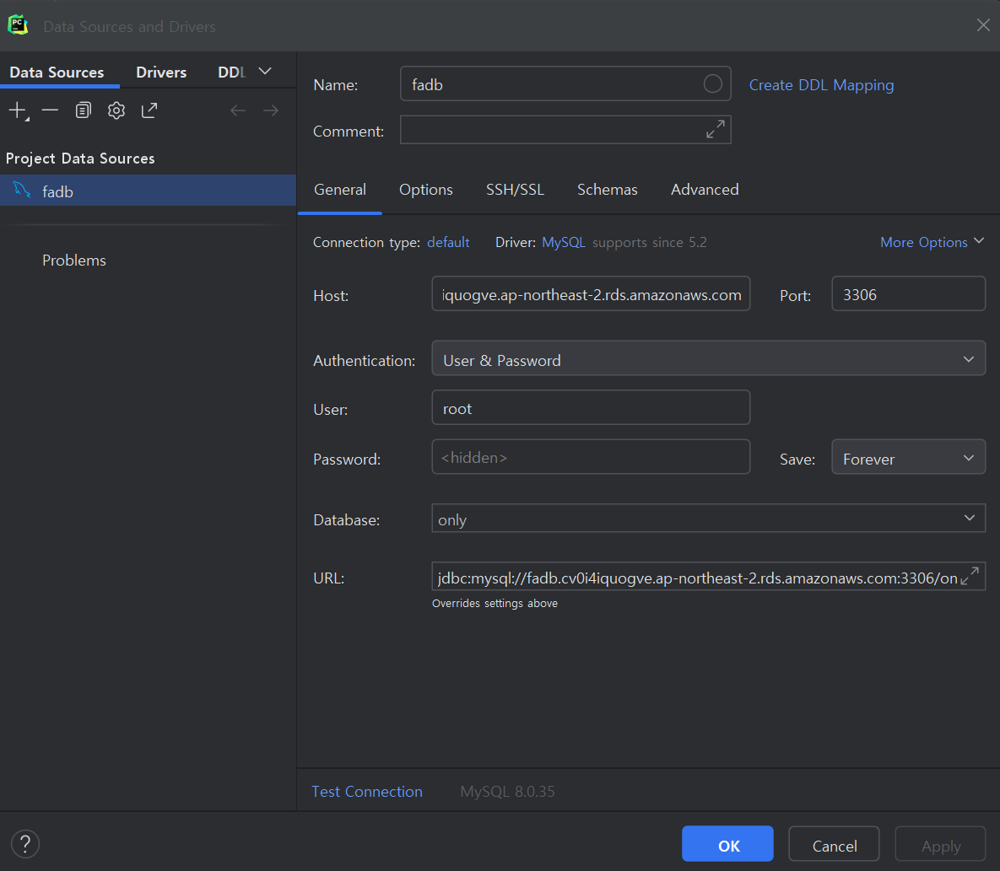 Data Sources and Drivers
Data Sources Drivers DDL
Project Data Sources
fadb
Problems
Name: fadb Create DDL Mapping
Comment:
General Options SSH/SSL Schemas Advanced
Connection type: default Driver: MySQL supports since 5.2 More Options
Host: iquogve.ap-northeast-2.rds.amazonaws.com Port: 3306
Authentication: User & Password
User: root
Password: <hidden> Save: Forever
Database: only
URL: jdbc:mysql://fadb.cv0i4iquogve.ap-northeast-2.rds.amazonaws.com:3306/on
Overrides settings above
Test Connection MySQL 8.0.35
? OK Cancel Apply